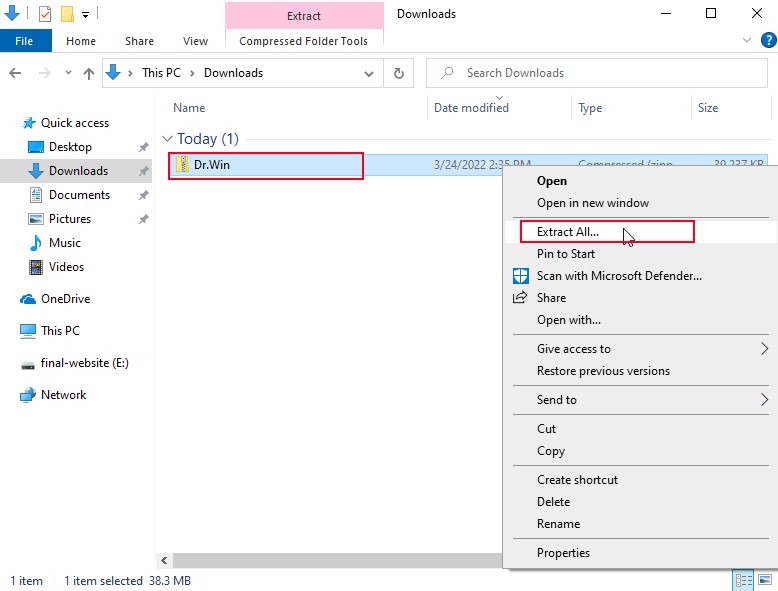 Extract
Downloads
File
Home
Share
View
Compressed Folder Tools
This PC
Downloads
Search Downloads
Name
Date modified
Type
Size
Quick access
Desktop
Downloads
Documents
Pictures
Music
Videos
OneDrive
This PC
final-website (E:)
Network
Today (1)
Dr.Win
3/24/2022 2:35 PM
Compressed (zipp...
39,237 KB
Open
Open in new window
Extract All...
Pin to Start
Scan with Microsoft Defender...
Share
Open with...
Give access to
Restore previous versions
Send to
Cut
Copy
Create shortcut
Delete
Rename
Properties
1 item
1 item selected 38.3 MB